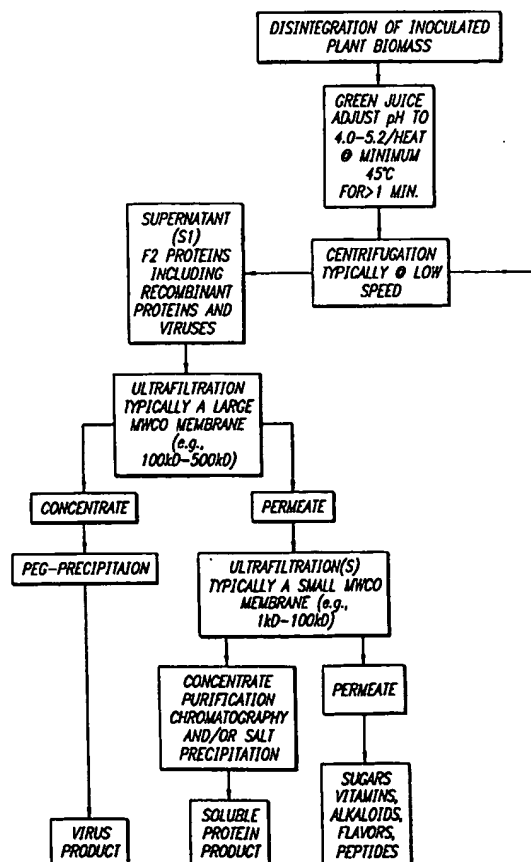 DISINTEGRATION OF INOCULATED
PLANT BIOMASS
GREEN JUICE
ADJUST pH TO
4.0-5.2/HEAT
@ MINIMUM
45°C
FOR>1 MIN.
SUPERNATANT
(S1)
F2 PROTEINS
INCLUDING
RECOMBINANT
PROTEINS AND
VIRUSES
CENTRIFUGATION
TYPICALLY @ LOW
SPEED
ULTRAFILTRATION
TYPICALLY A LARGE
MWCO MEMBRANE
(e.g.,
100kD-500kD)
CONCENTRATE
PERMEATE
PEG-PRECIPITAION
ULTRAFILTRATION(S)
TYPICALLY A SMALL MWCO
MEMBRANE (e.g.,
1kD-100kD)
CONCENTRATE
PURIFICATION
CHROMATOGRAPHY
AND/OR SALT
PRECIPITATION
PERMEATE
VIRUS
PRODUCT
SOLUBLE
PROTEIN
PRODUCT
SUGARS
VITAMINS,
ALKALOIDS,
FLAVORS,
PEPTIDES